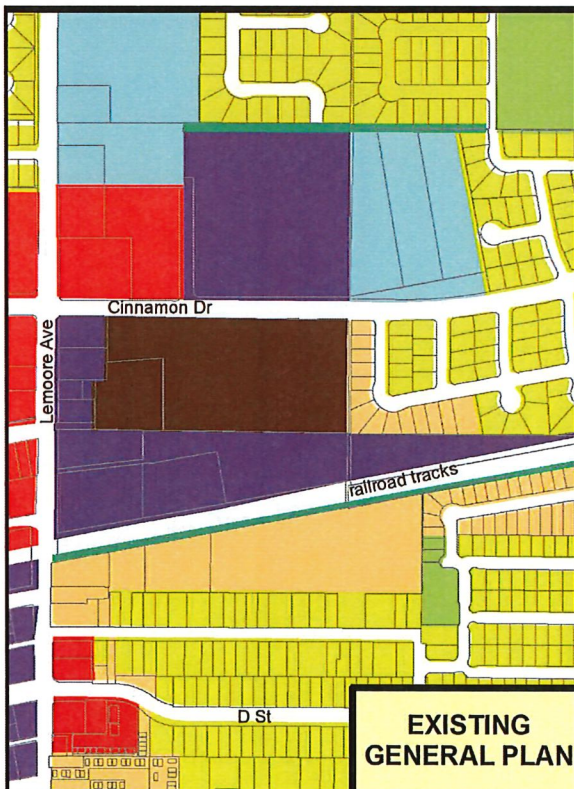 Cinnamon Dr
Lemoore Ave
railroad tracks
D St
EXISTING
GENERAL PLAN